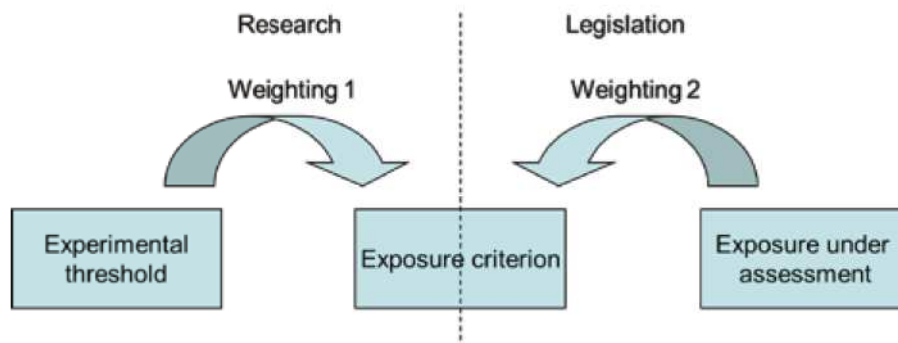 Research
Legislation
Weighting 1
Weighting 2
Experimental
threshold
Exposure criterion
Exposure under
assessment